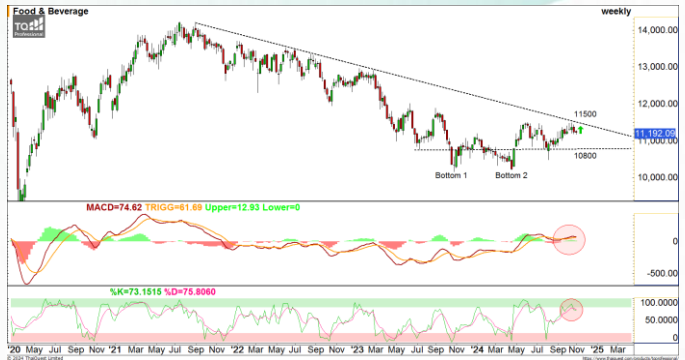 Food & Beverage
weekly
TQ
Professional
14,000.00
13,000.00
12,000.00
11500
11,192.09
11,000.00
10800
Bottom 1
Bottom 2
10,000.00
MACD=74.62 TRIGG=61.69 Upper=12.93 Lower=0
0
-500.00
%K=73.1515 %D=75.8060
100.0000
50.0000
0
'20 May Jul Sep Nov '21 Mar May Jul Sep '22 Mar May Jul Sep Nov '23 Mar May Jul Sep Nov '24 Mar May Jul Sep Nov '25 Mar
© 2024 ThaiQuest Limited